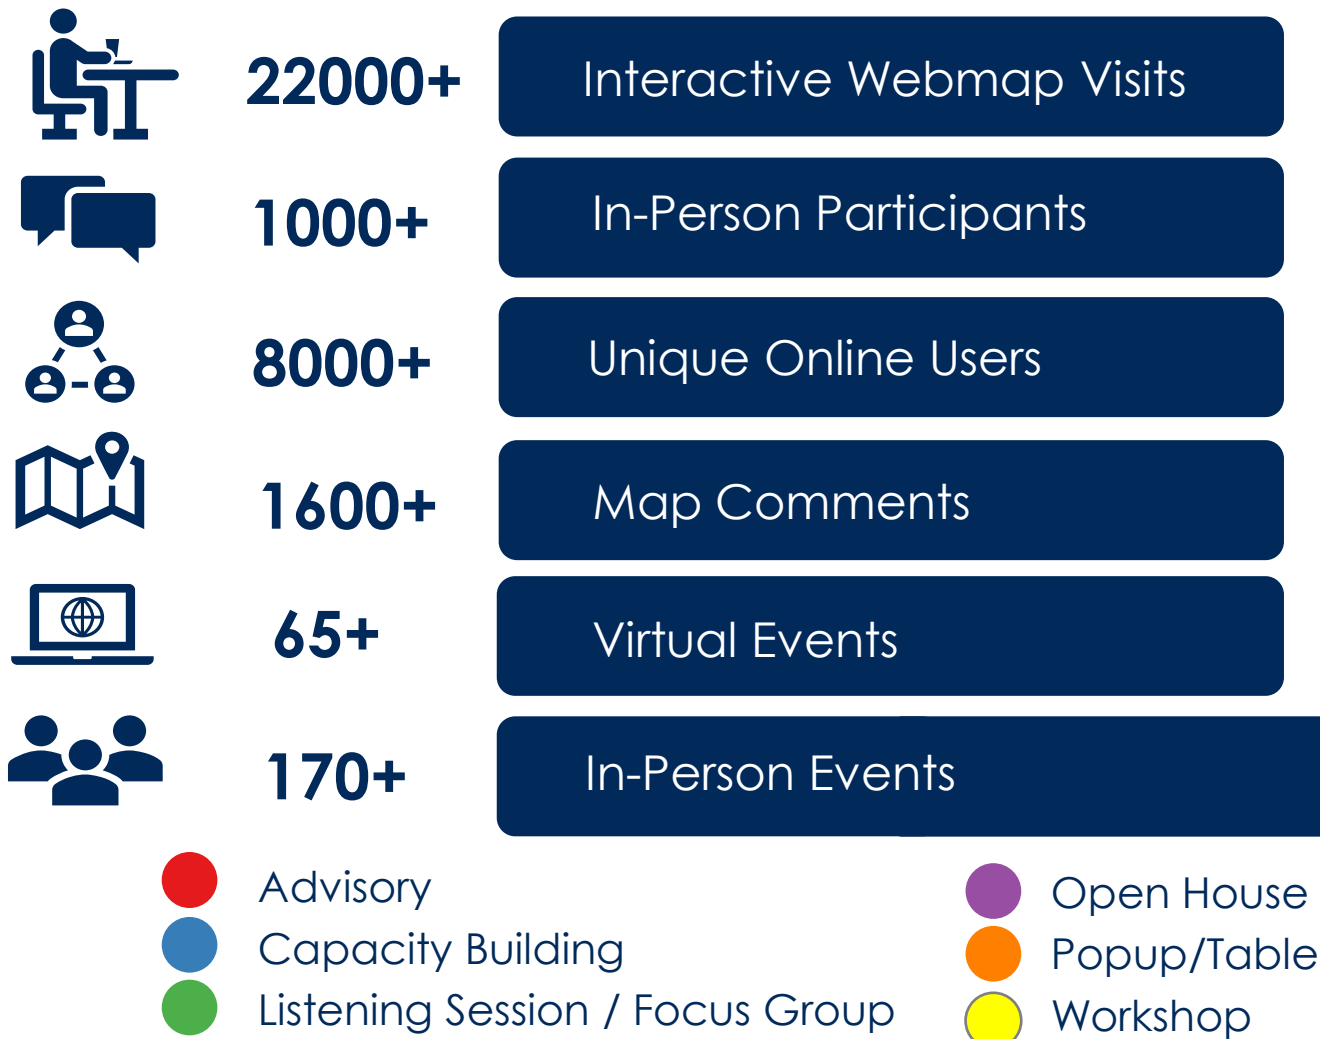 22000+ Interactive Webmap Visits
1000+ In-Person Participants
8000+ Unique Online Users
1600+ Map Comments
65+ Virtual Events
170+ In-Person Events
Advisory
Capacity Building
Listening Session / Focus Group
Open House
Popup/Table
Workshop